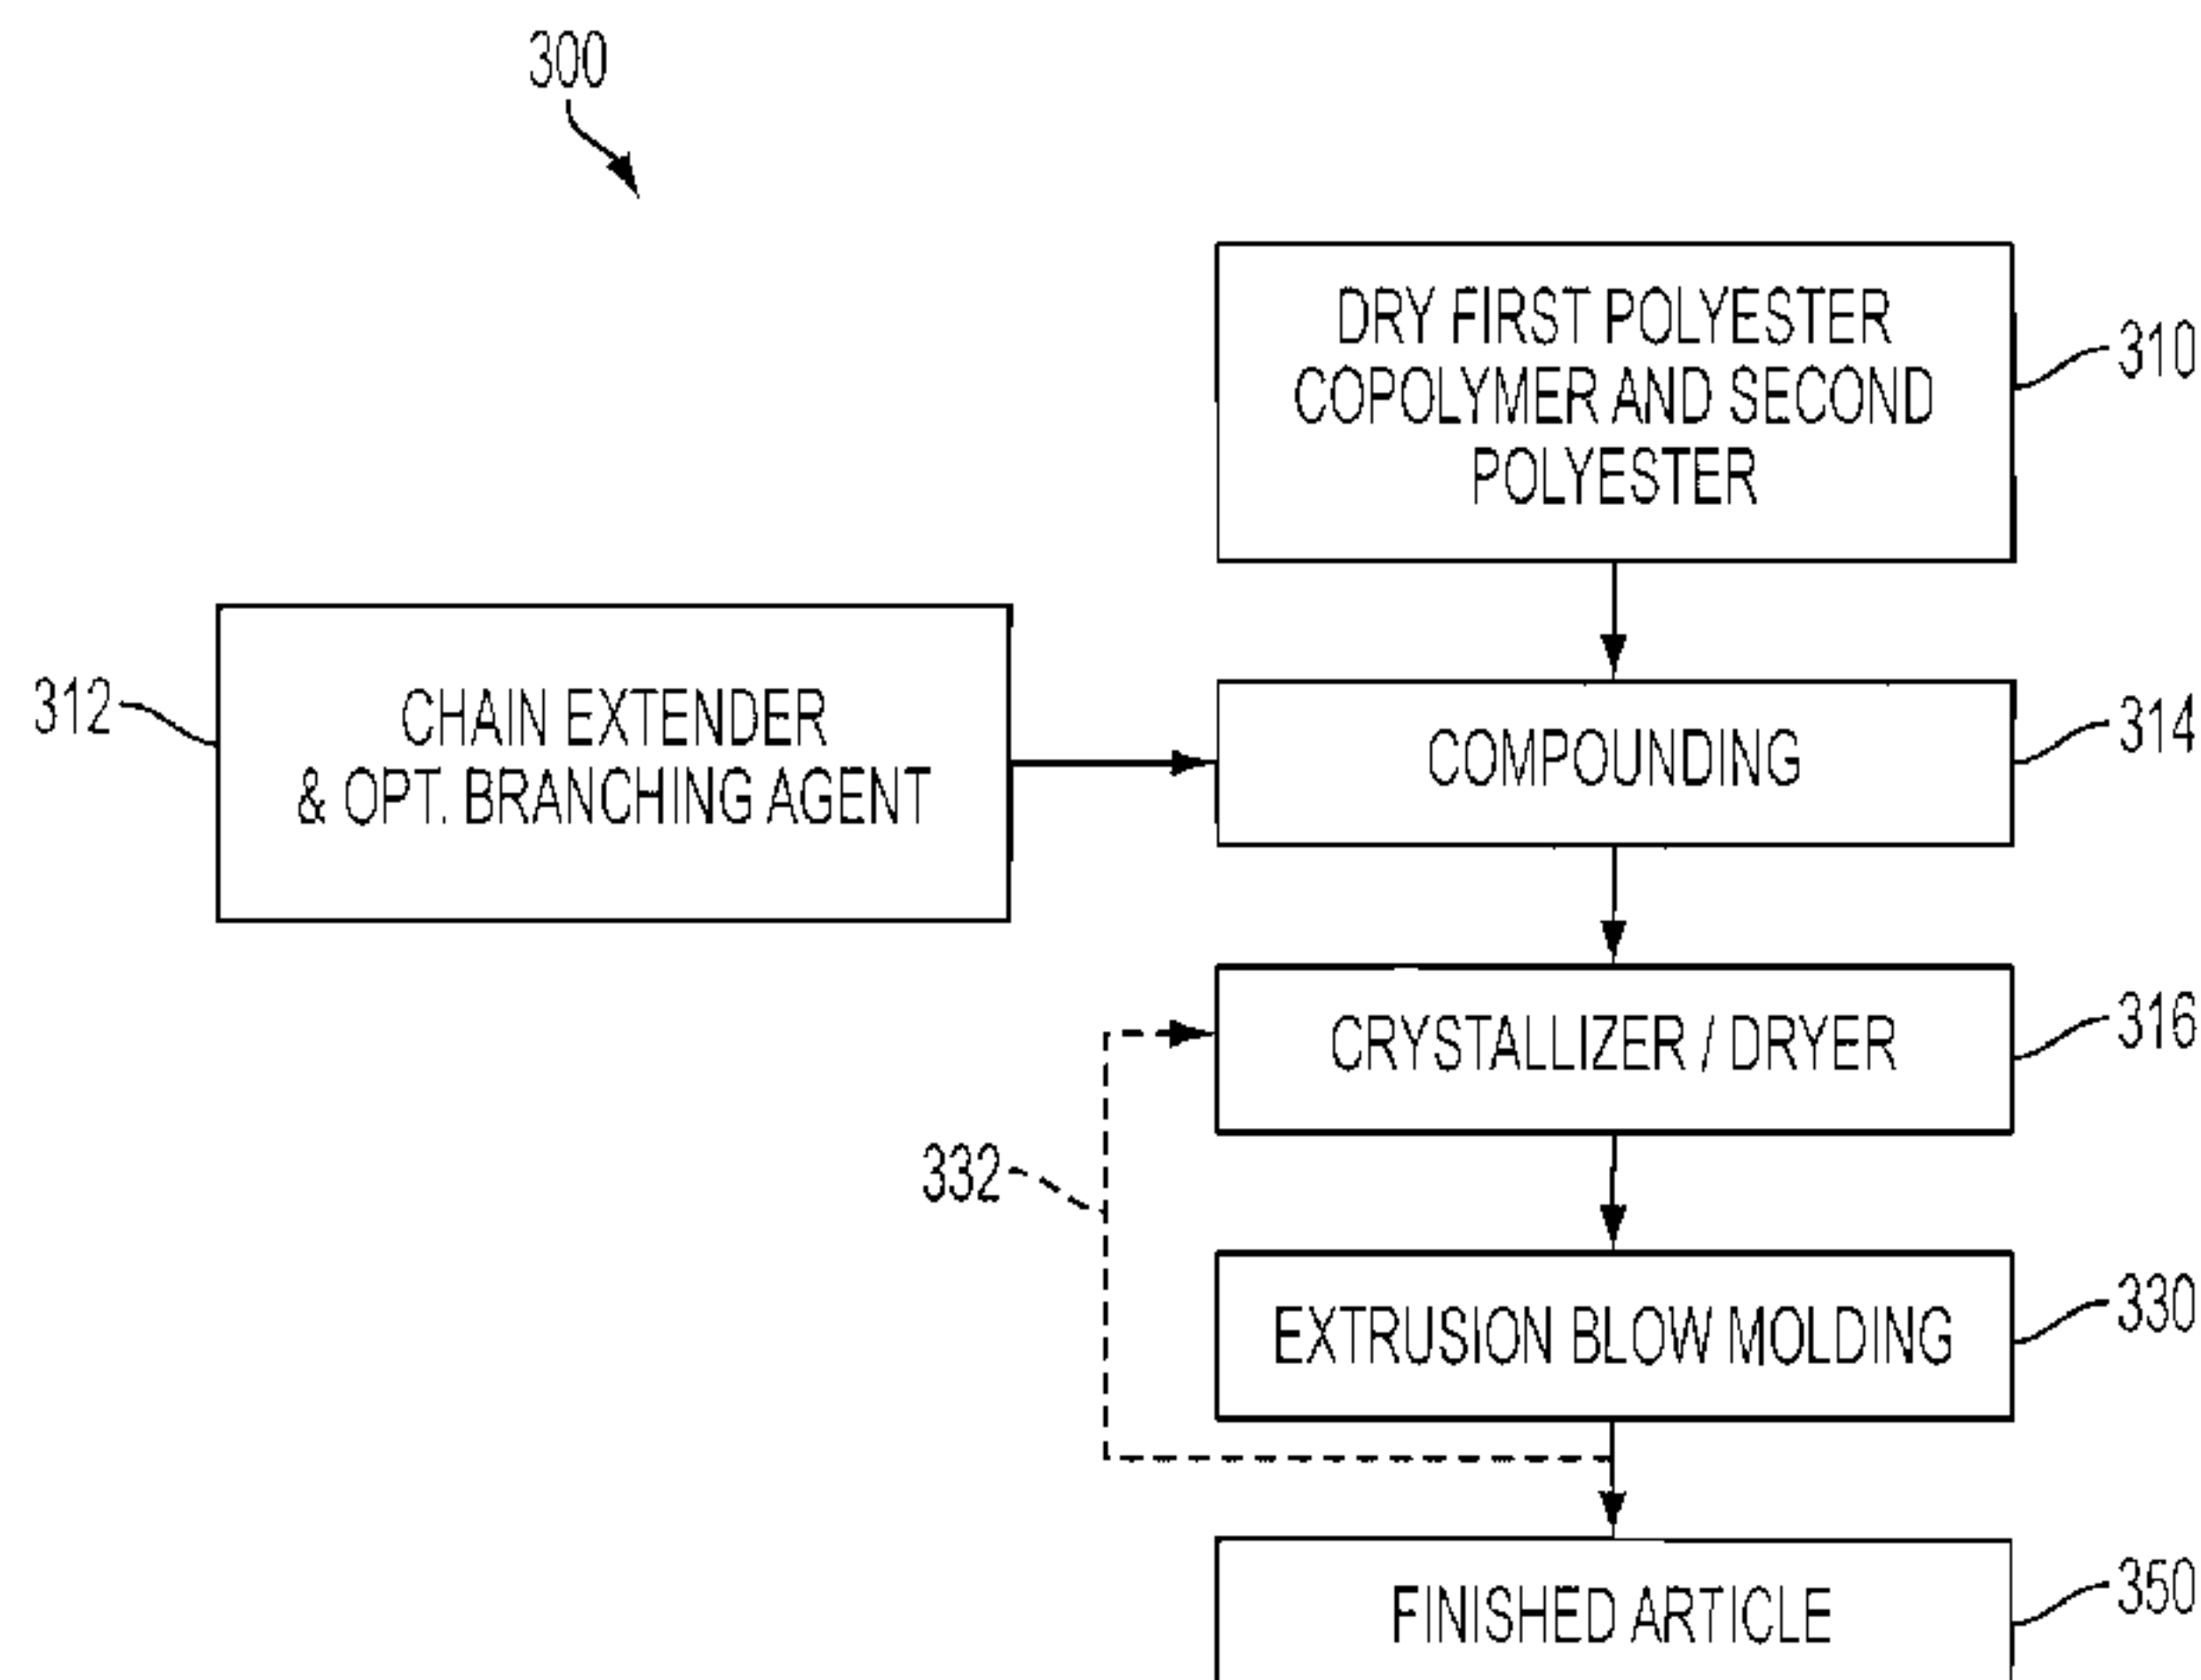 300
DRY FIRST POLYESTER
COPOLYMER AND SECOND
POLYESTER
310
312
CHAIN EXTENDER
& OPT. BRANCHING AGENT
COMPOUNDING
314
CRYSTALLIZER / DRYER
316
332
EXTRUSION BLOW MOLDING
330
FINISHED ARTICLE
350